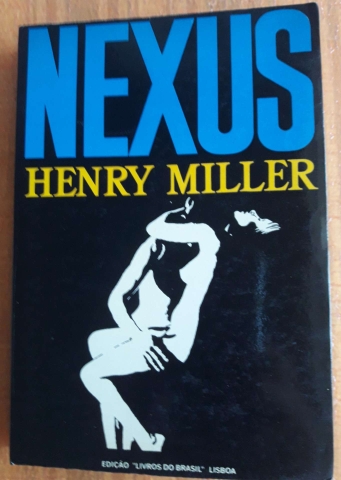 NEXUS
HENRY MILLER
EDIÇÃO "LIVROS DO BRASIL" LISBOA